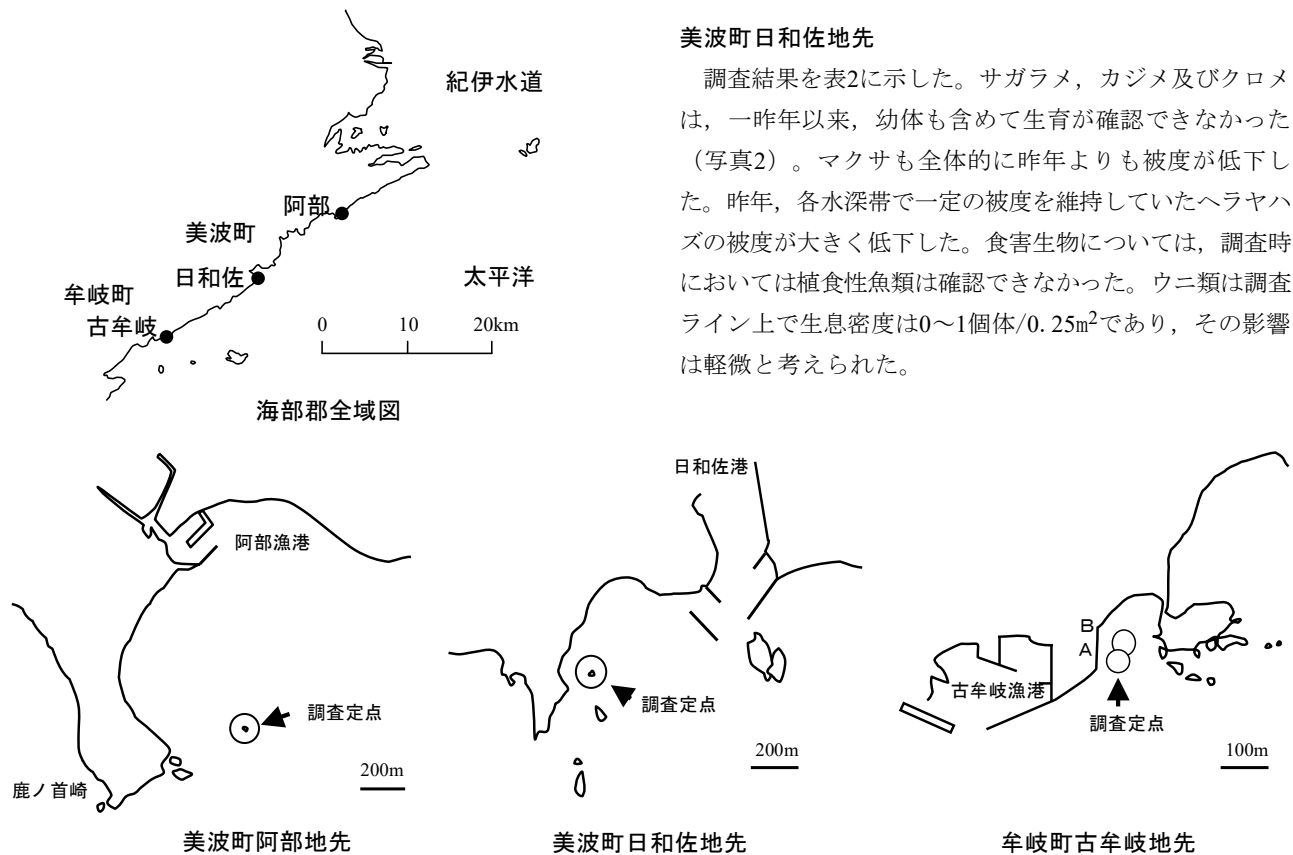 紀伊水道
阿部
美波町
日和佐
太平洋
牟岐町
古牟岐
0 10 20km
海部郡全域図
美波町日和佐地先
調査結果を表2に示した。サガラメ，カジメ及びクロメ
は，一昨年以来，幼体も含めて生育が確認できなかった
（写真2）。マクサも全体的に昨年よりも被度が低下し
た。昨年，各水深帯で一定の被度を維持していたヘラヤハ
ズの被度が大きく低下した。食害生物については，調査時
においては植食性魚類は確認できなかった。ウニ類は調査
ライン上で生息密度は0～1個体/0.25m²であり，その影響
は軽微と考えられた。
阿部漁港
調査定点
200m
鹿ノ首崎
美波町阿部地先
日和佐港
調査定点
200m
美波町日和佐地先
B
A
古牟岐漁港
調査定点
100m
牟岐町古牟岐地先